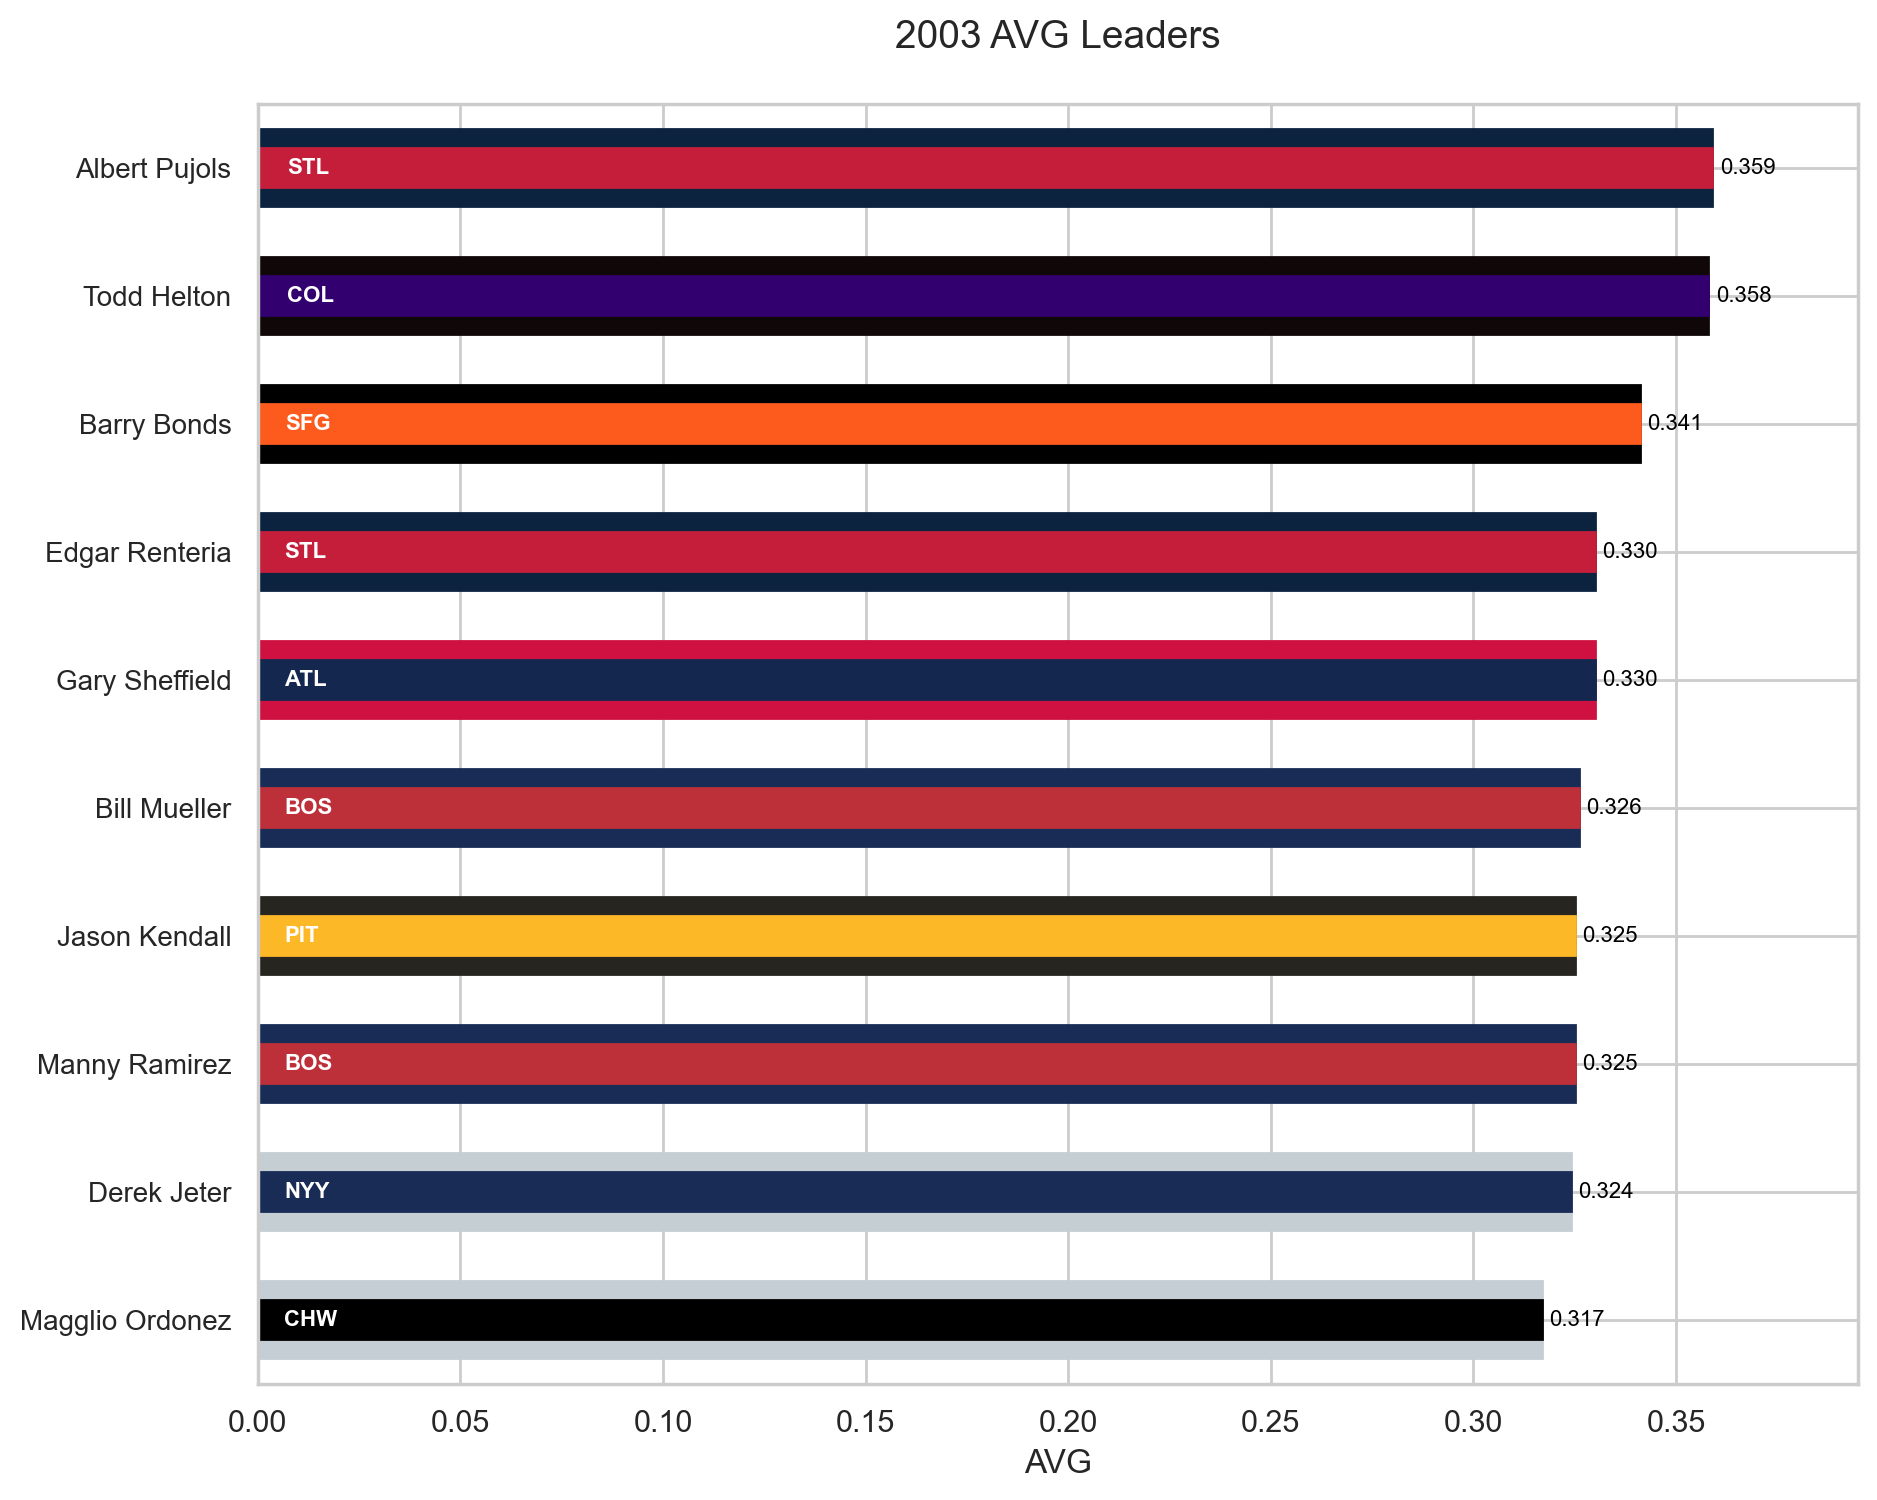 2003 AVG Leaders
Albert Pujols STL 0.359
Todd Helton COL 0.358
Barry Bonds SFG 0.341
Edgar Renteria STL 0.330
Gary Sheffield ATL 0.330
Bill Mueller BOS 0.326
Jason Kendall PIT 0.325
Manny Ramirez BOS 0.325
Derek Jeter NYY 0.324
Magglio Ordonez CHW 0.317
0.00 0.05 0.10 0.15 0.20 0.25 0.30 0.35
AVG